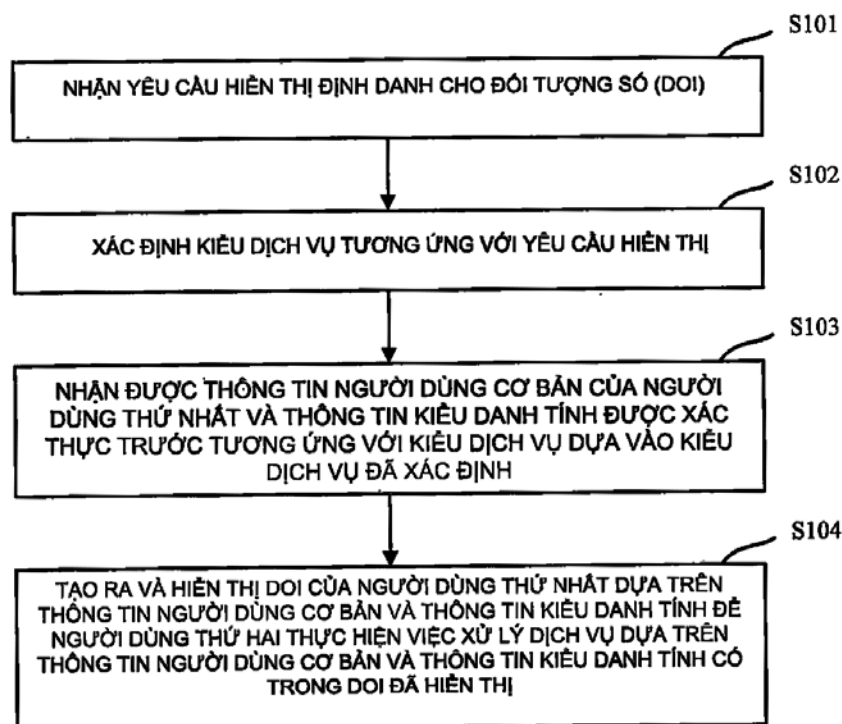 S101
NHẬN YÊU CẦU HIỂN THỊ ĐỊNH DANH CHO ĐỐI TƯỢNG SỐ (DOI)
S102
XÁC ĐỊNH KIỂU DỊCH VỤ TƯƠNG ỨNG VỚI YÊU CẦU HIỂN THỊ
S103
NHẬN ĐƯỢC THÔNG TIN NGƯỜI DÙNG CƠ BẢN CỦA NGƯỜI
DÙNG THỨ NHẤT VÀ THÔNG TIN KIỂU DANH TÍNH ĐƯỢC XÁC
THỰC TRƯỚC TƯƠNG ỨNG VỚI KIỂU DỊCH VỤ DỰA VÀO KIỂU
DỊCH VỤ ĐÃ XÁC ĐỊNH
S104
TẠO RA VÀ HIỂN THỊ DOI CỦA NGƯỜI DÙNG THỨ NHẤT DỰA TRÊN
THÔNG TIN NGƯỜI DÙNG CƠ BẢN VÀ THÔNG TIN KIỂU DANH TÍNH ĐỂ
NGƯỜI DÙNG THỨ HAI THỰC HIỆN VIỆC XỬ LÝ DỊCH VỤ DỰA TRÊN
THÔNG TIN NGƯỜI DÙNG CƠ BẢN VÀ THÔNG TIN KIỂU DANH TÍNH CÓ
TRONG DOI ĐÃ HIỂN THỊ